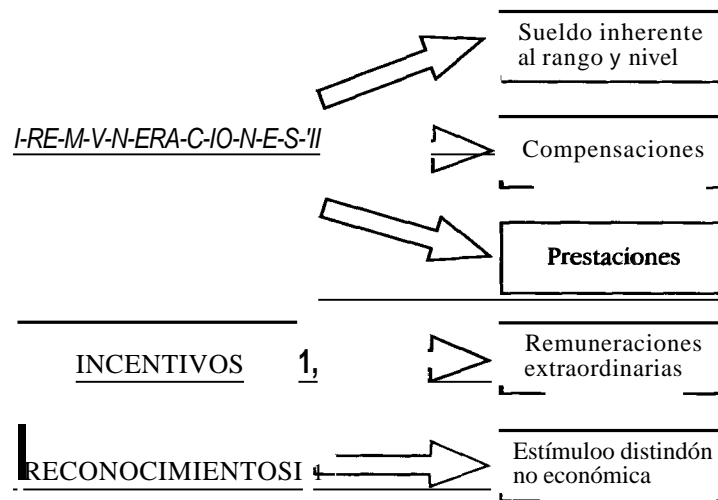 Sueldo inherente
al rango y nivel
I-RE-M-V-N-ERA-C-IO-N-E-S-'II
Compensaciones
Prestaciones
INCENTIVOS 1,
Remuneraciones
extraordinarias
RECONOCIMIENTOSI 1
Estímuloo distindón
no económica